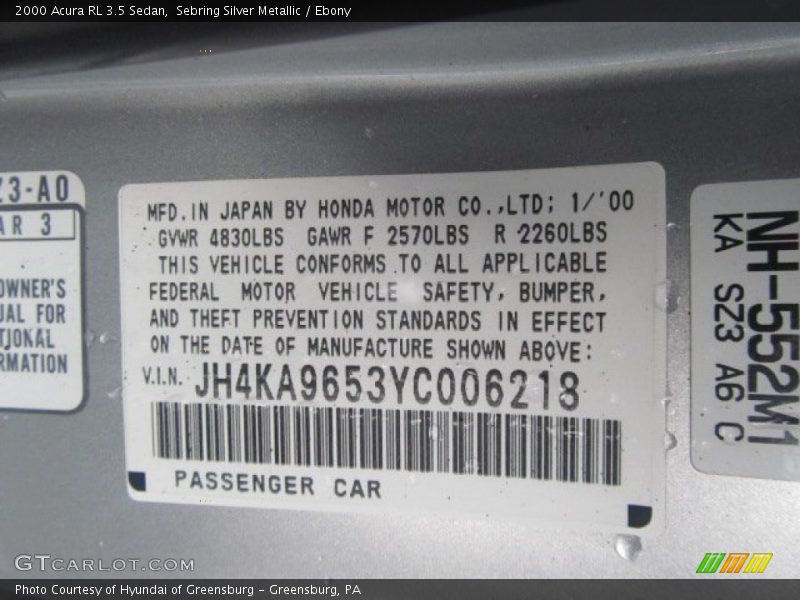 2000 Acura RL 3.5 Sedan,  Sebring Silver Metallic / Ebony
Z3-A0
AR 3
OWNER'S
UAL FOR
TIONAL
RMATION
MFD. IN JAPAN BY HONDA MOTOR CO.,LTD; 1/'00
GVWR 4830LBS GAWR F 2570LBS R 2260LBS
THIS VEHICLE CONFORMS TO ALL APPLICABLE
FEDERAL MOTOR VEHICLE SAFETY, BUMPER,
AND THEFT PREVENTION STANDARDS IN EFFECT
ON THE DATE OF MANUFACTURE SHOWN ABOVE:
V.I.N. JH4KA9653YC006218
PASSENGER CAR
NH-552M1
KA SZ3 A6 C
GTCARLOT.COM
Photo Courtesy of Hyundai of Greensburg - Greensburg, PA